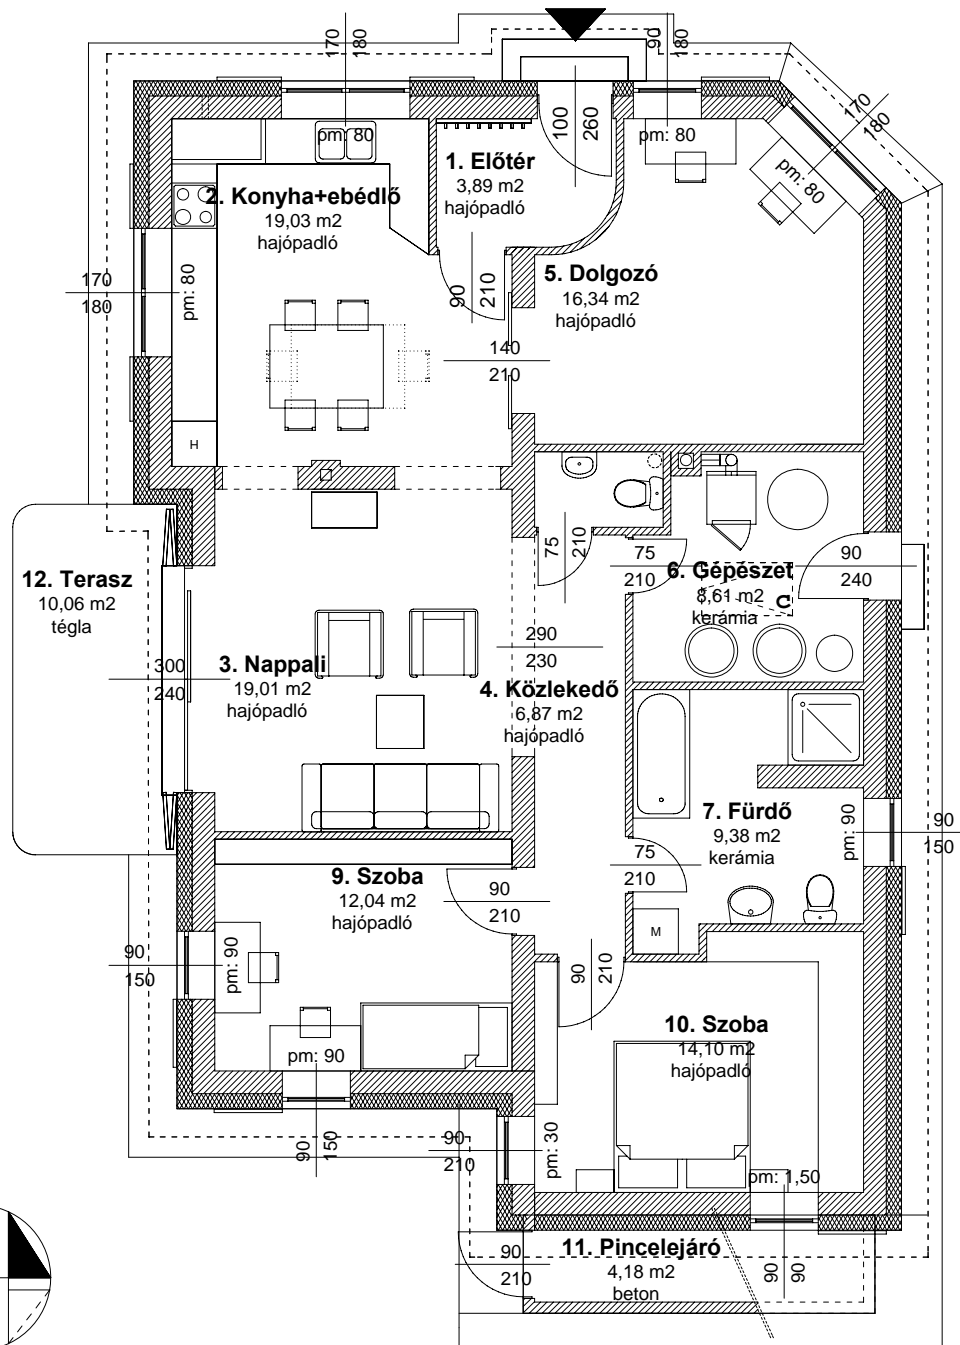 170
180
90
180
170
180
100
260
pm: 80
pm: 80
pm: 80
1. Előtér
3,89 m2
hajópadló
2. Konyha+ebédlő
19,03 m2
hajópadló
5. Dolgozó
16,34 m2
hajópadló
170
180
pm: 80
90
210
140
210
H
75
210
75
210
6. Gépészet
8,61 m2
kerámia
90
240
12. Terasz
10,06 m2
tégla
290
230
300
240
3. Nappali
19,01 m2
hajópadló
4. Közlekedő
6,87 m2
hajópadló
7. Fürdő
9,38 m2
kerámia
pm: 90
90
150
75
210
9. Szoba
12,04 m2
hajópadló
90
210
M
90
150
pm: 90
90
210
10. Szoba
14,10 m2
hajópadló
pm: 90
90
150
90
210
pm: 30
pm: 1,50
90
210
11. Pincelejáró
4,18 m2
beton
90
90